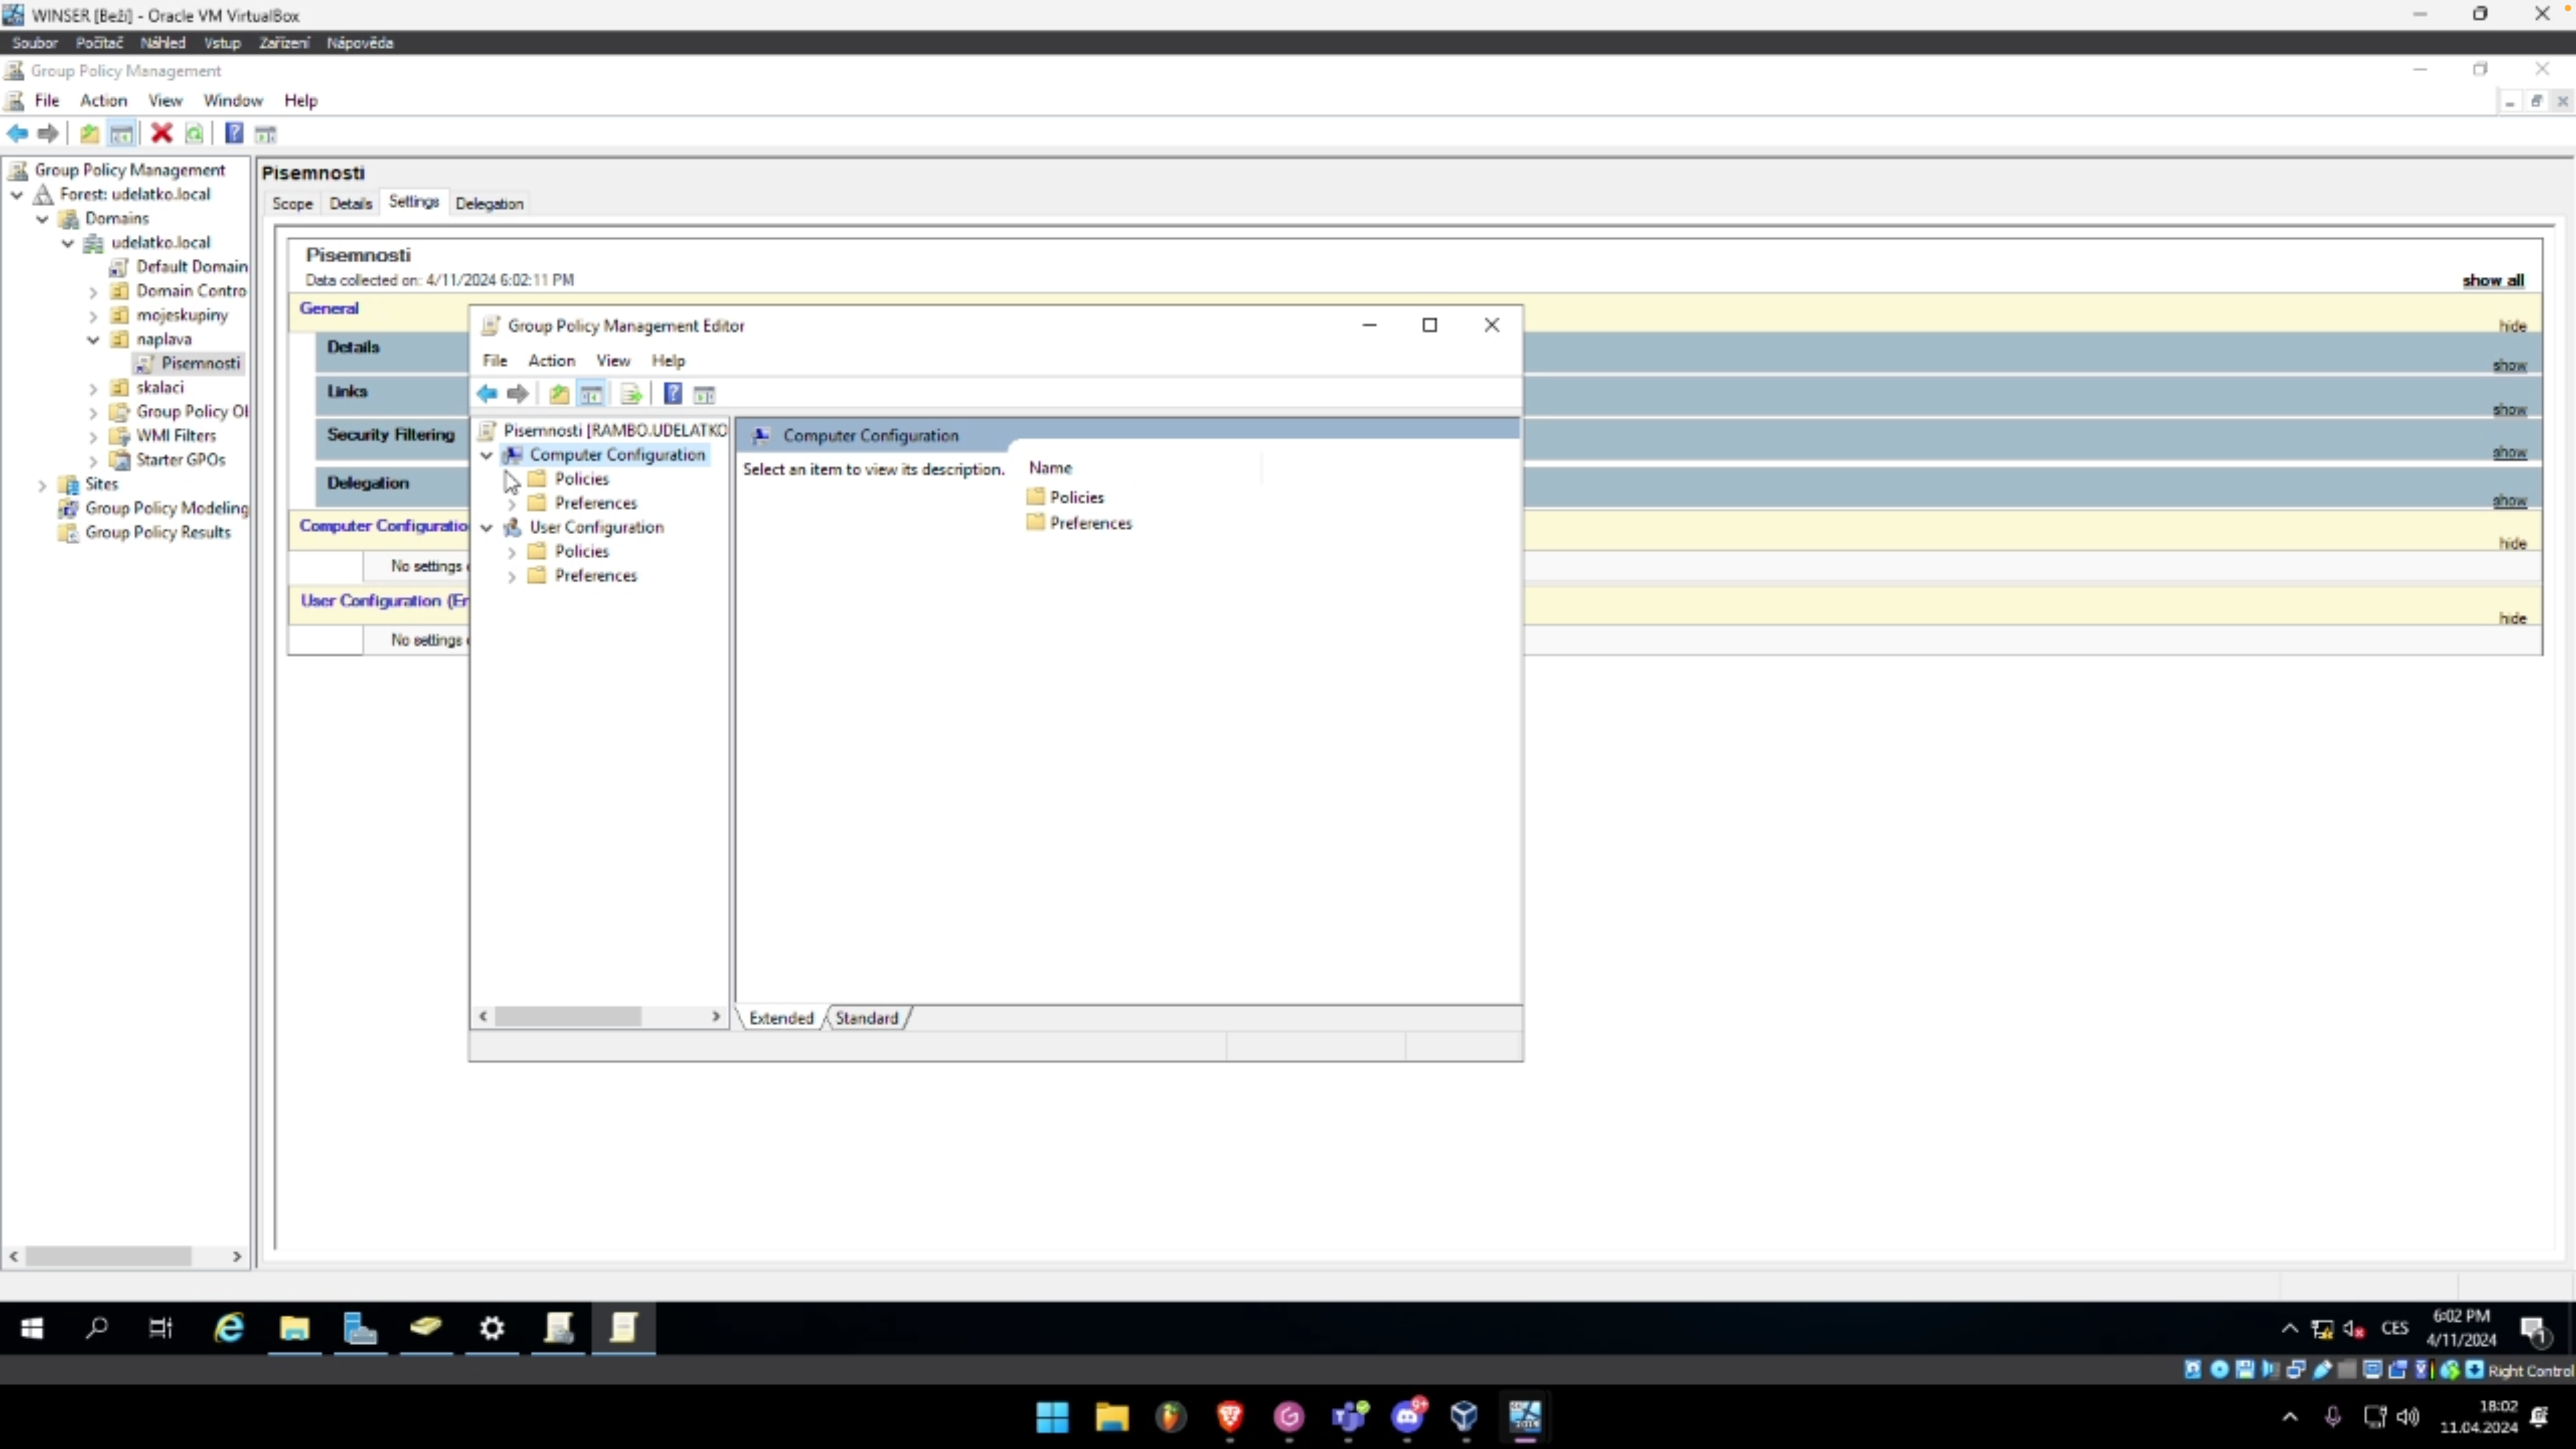 WINSER [Beží] - Oracle VM VirtualBox
Soubor Počítač Náhled Vstup Zařízení Nápověda
Group Policy Management
File Action View Window Help
Group Policy Management
Forest: udelatko.local
Domains
udelatko.local
Default Domain
Domain Contro
mojeskupiny
naplava
Pisemnosti
skalaci
Group Policy Ol
WMI Filters
Starter GPOs
Sites
Group Policy Modeling
Group Policy Results
Pisemnosti
Scope Details Settings Delegation
Pisemnosti
Data collected on: 4/11/2024 6:02:11 PM
show all
General
hide
Details
show
Links
show
Security Filtering
show
Delegation
show
Computer Configuratio
hide
No settings
User Configuration (Er
hide
No settings
Group Policy Management Editor
File Action View Help
Pisemnosti [RAMBO.UDELATKO
Computer Configuration
Policies
Preferences
User Configuration
Policies
Preferences
Computer Configuration
Select an item to view its description.
Name
Policies
Preferences
Extended Standard
CES
6:02 PM
4/11/2024
1
Right Control
9+
18:02
11.04.2024